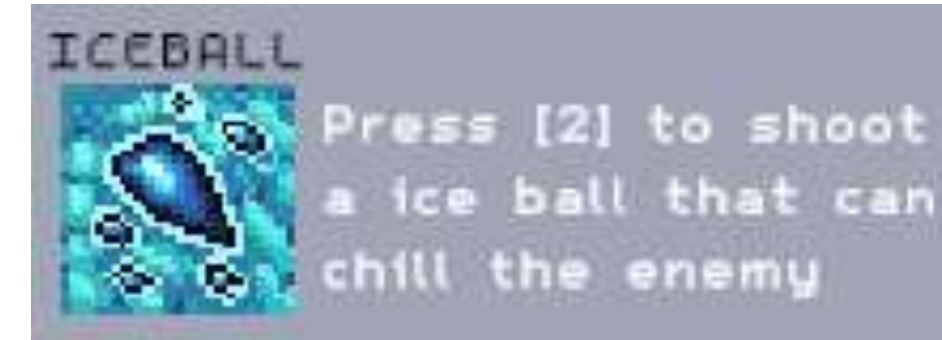 ICEBALL
Press [2] to shoot
a ice ball that can
chill the enemy